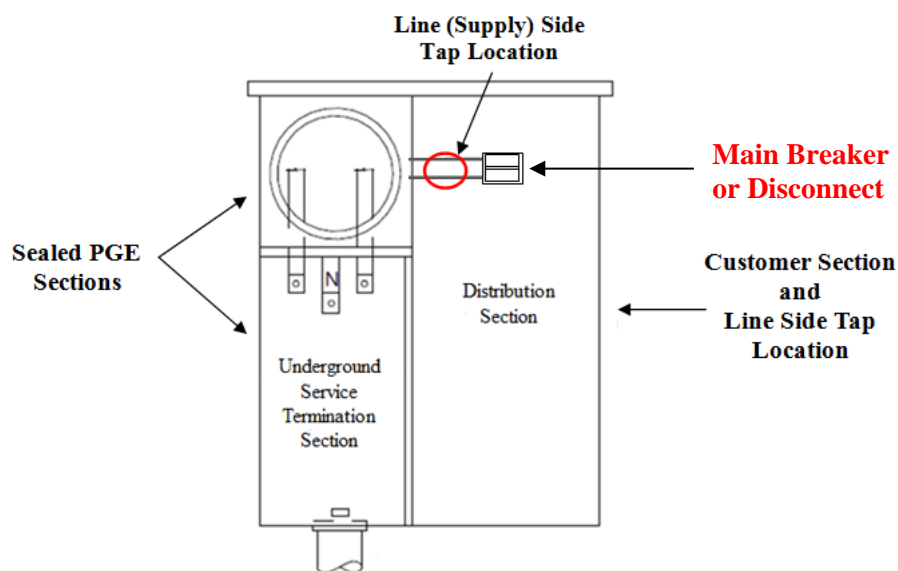 Line (Supply) Side
Tap Location
Main Breaker
or Disconnect
Sealed PGE
Sections
N
Distribution
Section
Customer Section
and
Line Side Tap
Location
Underground
Service
Termination
Section